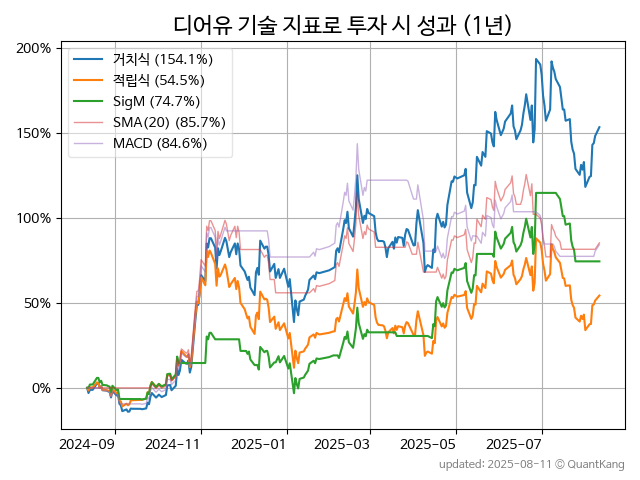 디어유 기술 지표로 투자 시 성과 (1년)
200%
150%
100%
50%
0%
거치식 (154.1%)
적립식 (54.5%)
SigM (74.7%)
SMA(20) (85.7%)
MACD (84.6%)
2024-09
2024-11
2025-01
2025-03
2025-05
2025-07
updated: 2025-08-11 © QuantKang